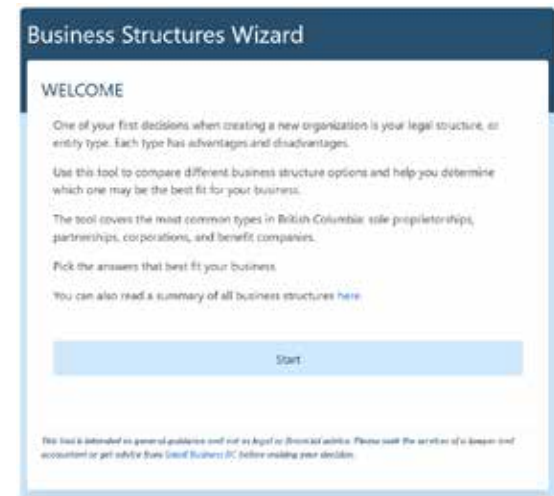 Business Structures Wizard
WELCOME
One of your first decisions when creating a new organization is your legal structure, or
entity type. Each type has advantages and disadvantages.
Use this tool to compare different business structure options and help you determine
which one may be the best fit for your business.
The tool covers the most common types in British Columbia: sole proprietorships,
partnerships, corporations, and benefit companies.
Pick the answers that best fit your business
You can also read a summary of all business structures here
Start
This tool is intended as general guidance and not as legal or financial advice. Please seek the services of a lawyer and
accountant or get advice from Small Business BC before making your decision.